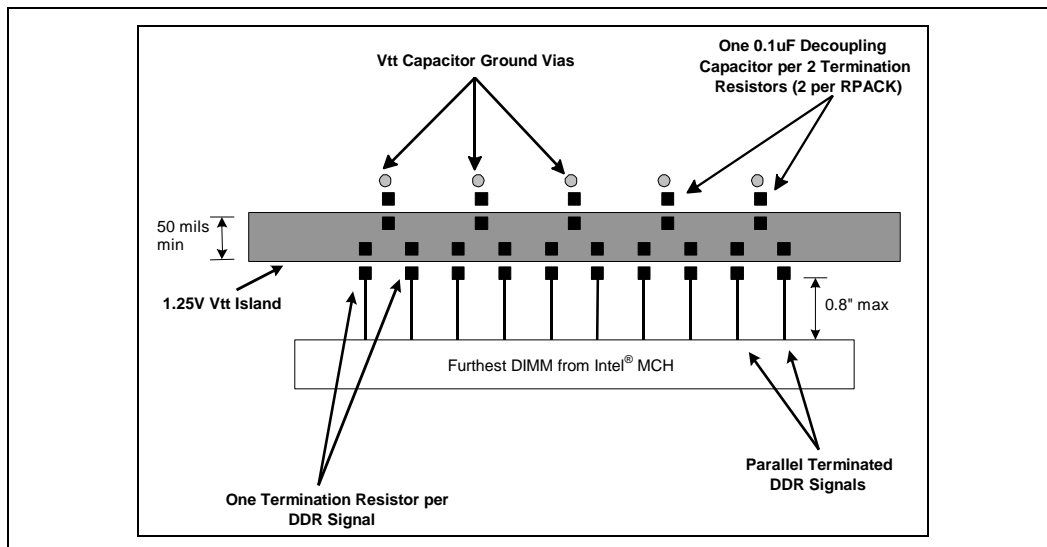 Vtt Capacitor Ground Vias
One 0.1uF Decoupling
Capacitor per 2 Termination
Resistors (2 per RPACK)
50 mils
min
1.25V Vtt Island
0.8" max
Furthest DIMM from Intel® MCH
Parallel Terminated
DDR Signals
One Termination Resistor per
DDR Signal